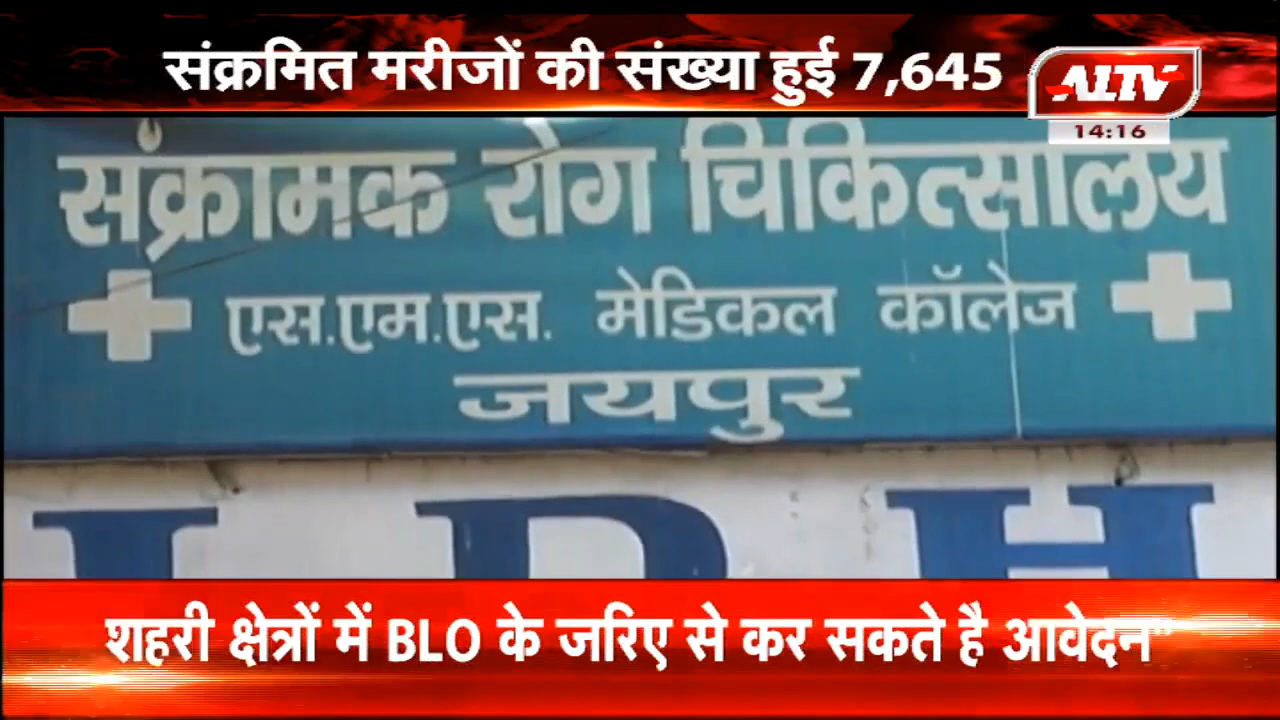 संक्रमित मरीजों की संख्या हुई 7,645
ALTV
14:16
संक्रामक रोग चिकित्सालय
एस.एम.एस. मेडिकल कॉलेज
जयपुर
I D H
शहरी क्षेत्रों में BLO के जरिए से कर सकते है आवेदन"